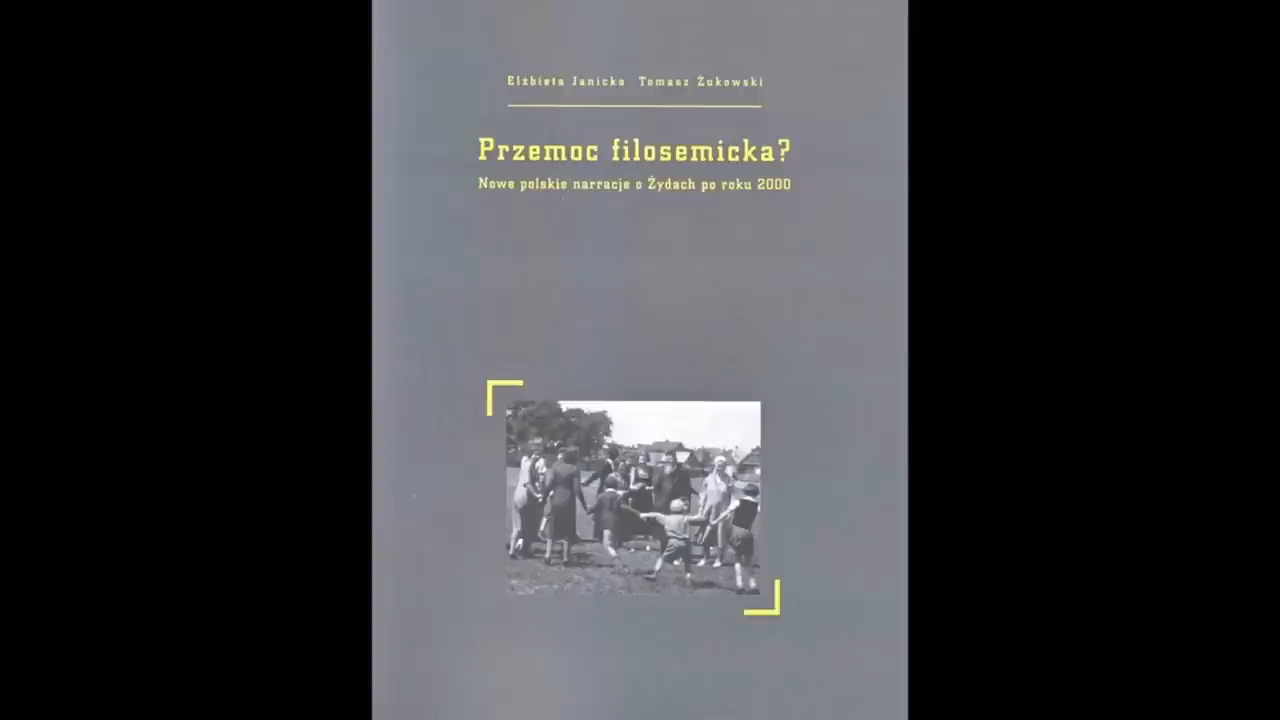 Elżbieta Janicka Tomasz Żukowski
Przemoc filosemicka?
Nowe polskie narracje o Żydach po roku 2000